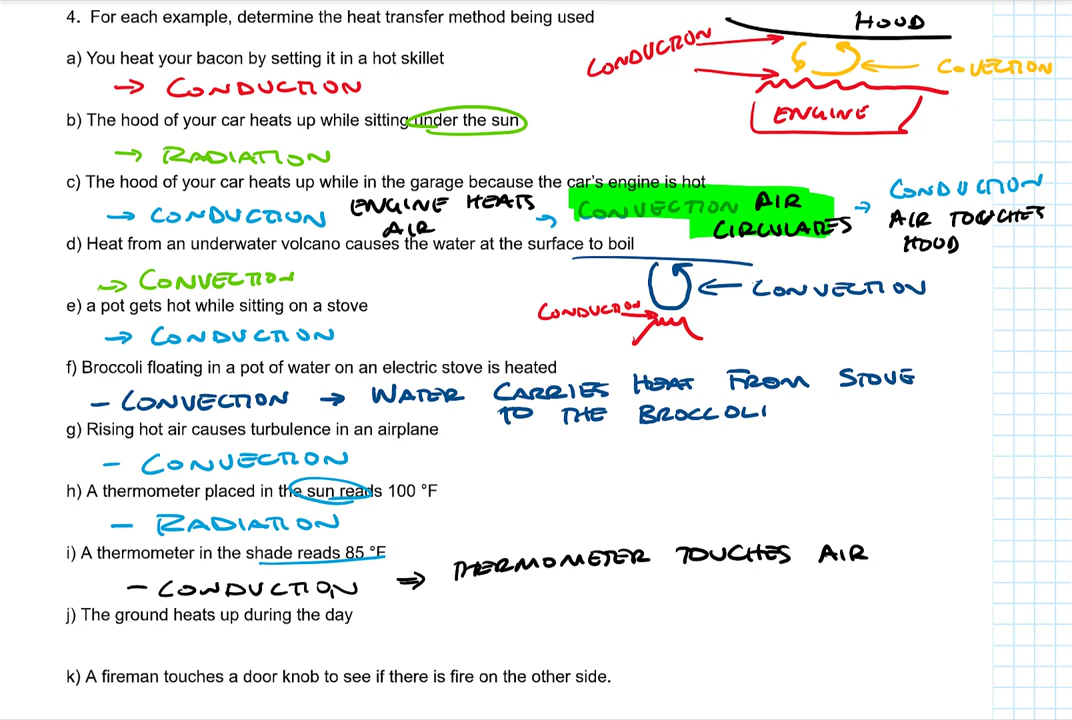 4. For each example, determine the heat transfer method being used
HOOD
CONDUCTION
COVECTION
a) You heat your bacon by setting it in a hot skillet
→ CONDUCTION
ENGINE
b) The hood of your car heats up while sitting under the sun
→ RADIATION
c) The hood of your car heats up while in the garage because the car's engine is hot
→ CONDUCTION ENGINE HEATS AIR → CONVECTION AIR CIRCULARES → CONDUCTION AIR TOUCHES HOOD
d) Heat from an underwater volcano causes the water at the surface to boil
→ CONVECTION
← CONVECTION
CONDUCTION
e) a pot gets hot while sitting on a stove
→ CONDUCTION
f) Broccoli floating in a pot of water on an electric stove is heated
- CONVECTION → WATER CARRIES HEAT FROM STOVE
TO THE BROCCOLI
g) Rising hot air causes turbulence in an airplane
- CONVECTION
h) A thermometer placed in the sun reads 100 °F
- RADIATION
i) A thermometer in the shade reads 85 °F
- CONDUCTION ⇒ THERMOMETER TOUCHES AIR
j) The ground heats up during the day
k) A fireman touches a door knob to see if there is fire on the other side.